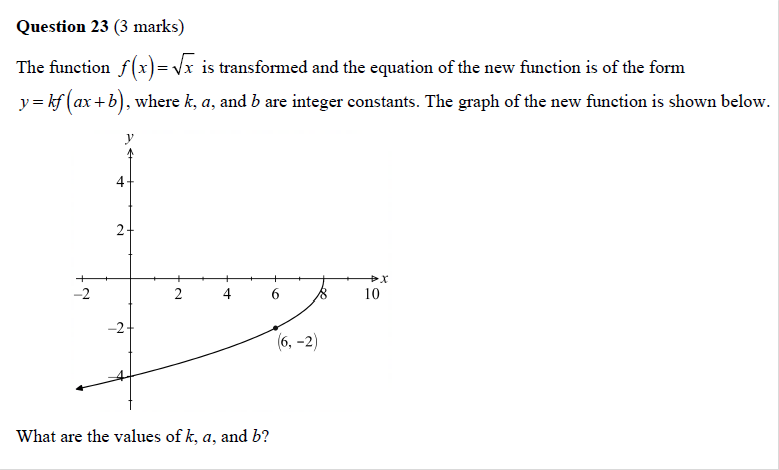 Question 23 (3 marks)
The function f(x)=√x is transformed and the equation of the new function is of the form
y = kf(ax+b), where k, a, and b are integer constants. The graph of the new function is shown below.
y
4
2
x
−2 2 4 6 8 10
−2
(6, −2)
−4
What are the values of k, a, and b?